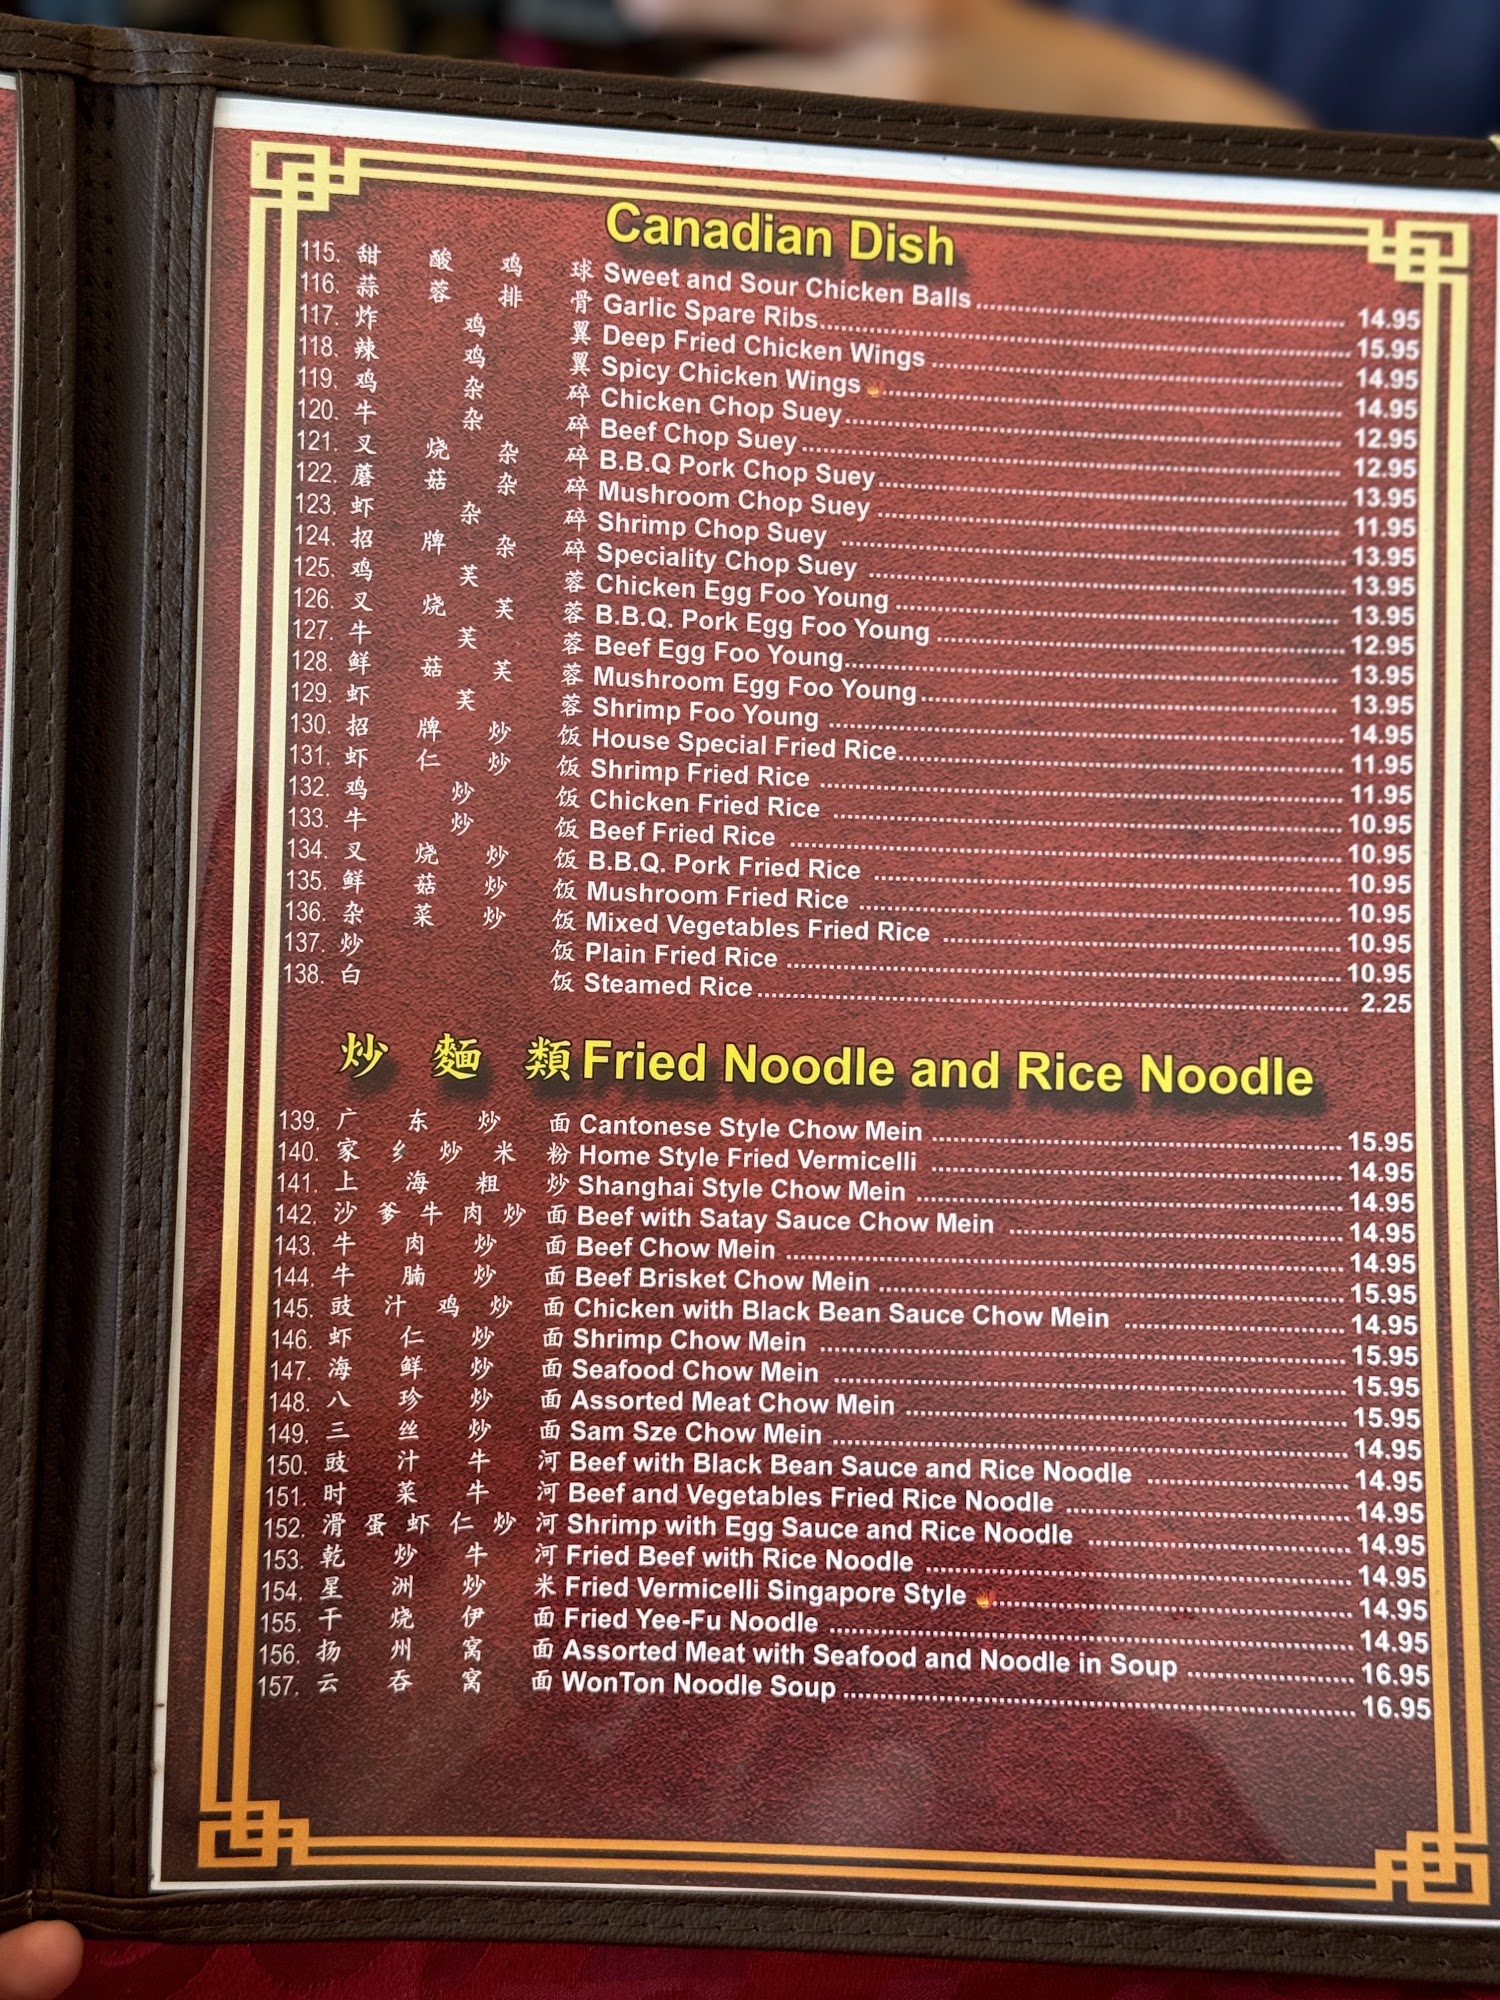 Canadian Dish
115. 甜酸鸡球 Sweet and Sour Chicken Balls ........ 14.95
116. 蒜蓉排骨 Garlic Spare Ribs ........ 15.95
117. 炸鸡翼 Deep Fried Chicken Wings ........ 14.95
118. 辣鸡翼 Spicy Chicken Wings ........ 14.95
119. 鸡杂碎 Chicken Chop Suey ........ 12.95
120. 牛杂碎 Beef Chop Suey ........ 12.95
121. 叉烧杂碎 B.B.Q Pork Chop Suey ........ 13.95
122. 蘑菇杂碎 Mushroom Chop Suey ........ 11.95
123. 虾杂碎 Shrimp Chop Suey ........ 13.95
124. 招牌杂碎 Speciality Chop Suey ........ 13.95
125. 鸡芙蓉 Chicken Egg Foo Young ........ 13.95
126. 叉烧芙蓉 B.B.Q. Pork Egg Foo Young ........ 12.95
127. 牛芙蓉 Beef Egg Foo Young ........ 13.95
128. 鲜菇芙蓉 Mushroom Egg Foo Young ........ 13.95
129. 虾芙蓉 Shrimp Foo Young ........ 14.95
130. 招牌炒饭 House Special Fried Rice ........ 11.95
131. 虾仁炒饭 Shrimp Fried Rice ........ 11.95
132. 鸡炒饭 Chicken Fried Rice ........ 10.95
133. 牛炒饭 Beef Fried Rice ........ 10.95
134. 叉烧炒饭 B.B.Q. Pork Fried Rice ........ 10.95
135. 鲜菇炒饭 Mushroom Fried Rice ........ 10.95
136. 杂菜炒饭 Mixed Vegetables Fried Rice ........ 10.95
137. 炒饭 Plain Fried Rice ........ 10.95
138. 白饭 Steamed Rice ........ 2.25
炒麵類 Fried Noodle and Rice Noodle
139. 广东炒面 Cantonese Style Chow Mein ........ 15.95
140. 家乡炒米粉 Home Style Fried Vermicelli ........ 14.95
141. 上海粗炒 Shanghai Style Chow Mein ........ 14.95
142. 沙爹牛肉炒面 Beef with Satay Sauce Chow Mein ........ 14.95
143. 牛肉炒面 Beef Chow Mein ........ 14.95
144. 牛腩炒面 Beef Brisket Chow Mein ........ 15.95
145. 豉汁鸡炒面 Chicken with Black Bean Sauce Chow Mein ........ 14.95
146. 虾仁炒面 Shrimp Chow Mein ........ 15.95
147. 海鲜炒面 Seafood Chow Mein ........ 15.95
148. 八珍炒面 Assorted Meat Chow Mein ........ 15.95
149. 三丝炒面 Sam Sze Chow Mein ........ 14.95
150. 豉汁牛河 Beef with Black Bean Sauce and Rice Noodle ........ 14.95
151. 时菜牛河 Beef and Vegetables Fried Rice Noodle ........ 14.95
152. 滑蛋虾仁炒河 Shrimp with Egg Sauce and Rice Noodle ........ 14.95
153. 乾炒牛河 Fried Beef with Rice Noodle ........ 14.95
154. 星洲炒米 Fried Vermicelli Singapore Style ........ 14.95
155. 干烧伊面 Fried Yee-Fu Noodle ........ 14.95
156. 扬州窝面 Assorted Meat with Seafood and Noodle in Soup ........ 16.95
157. 云吞窝面 WonTon Noodle Soup ........ 16.95